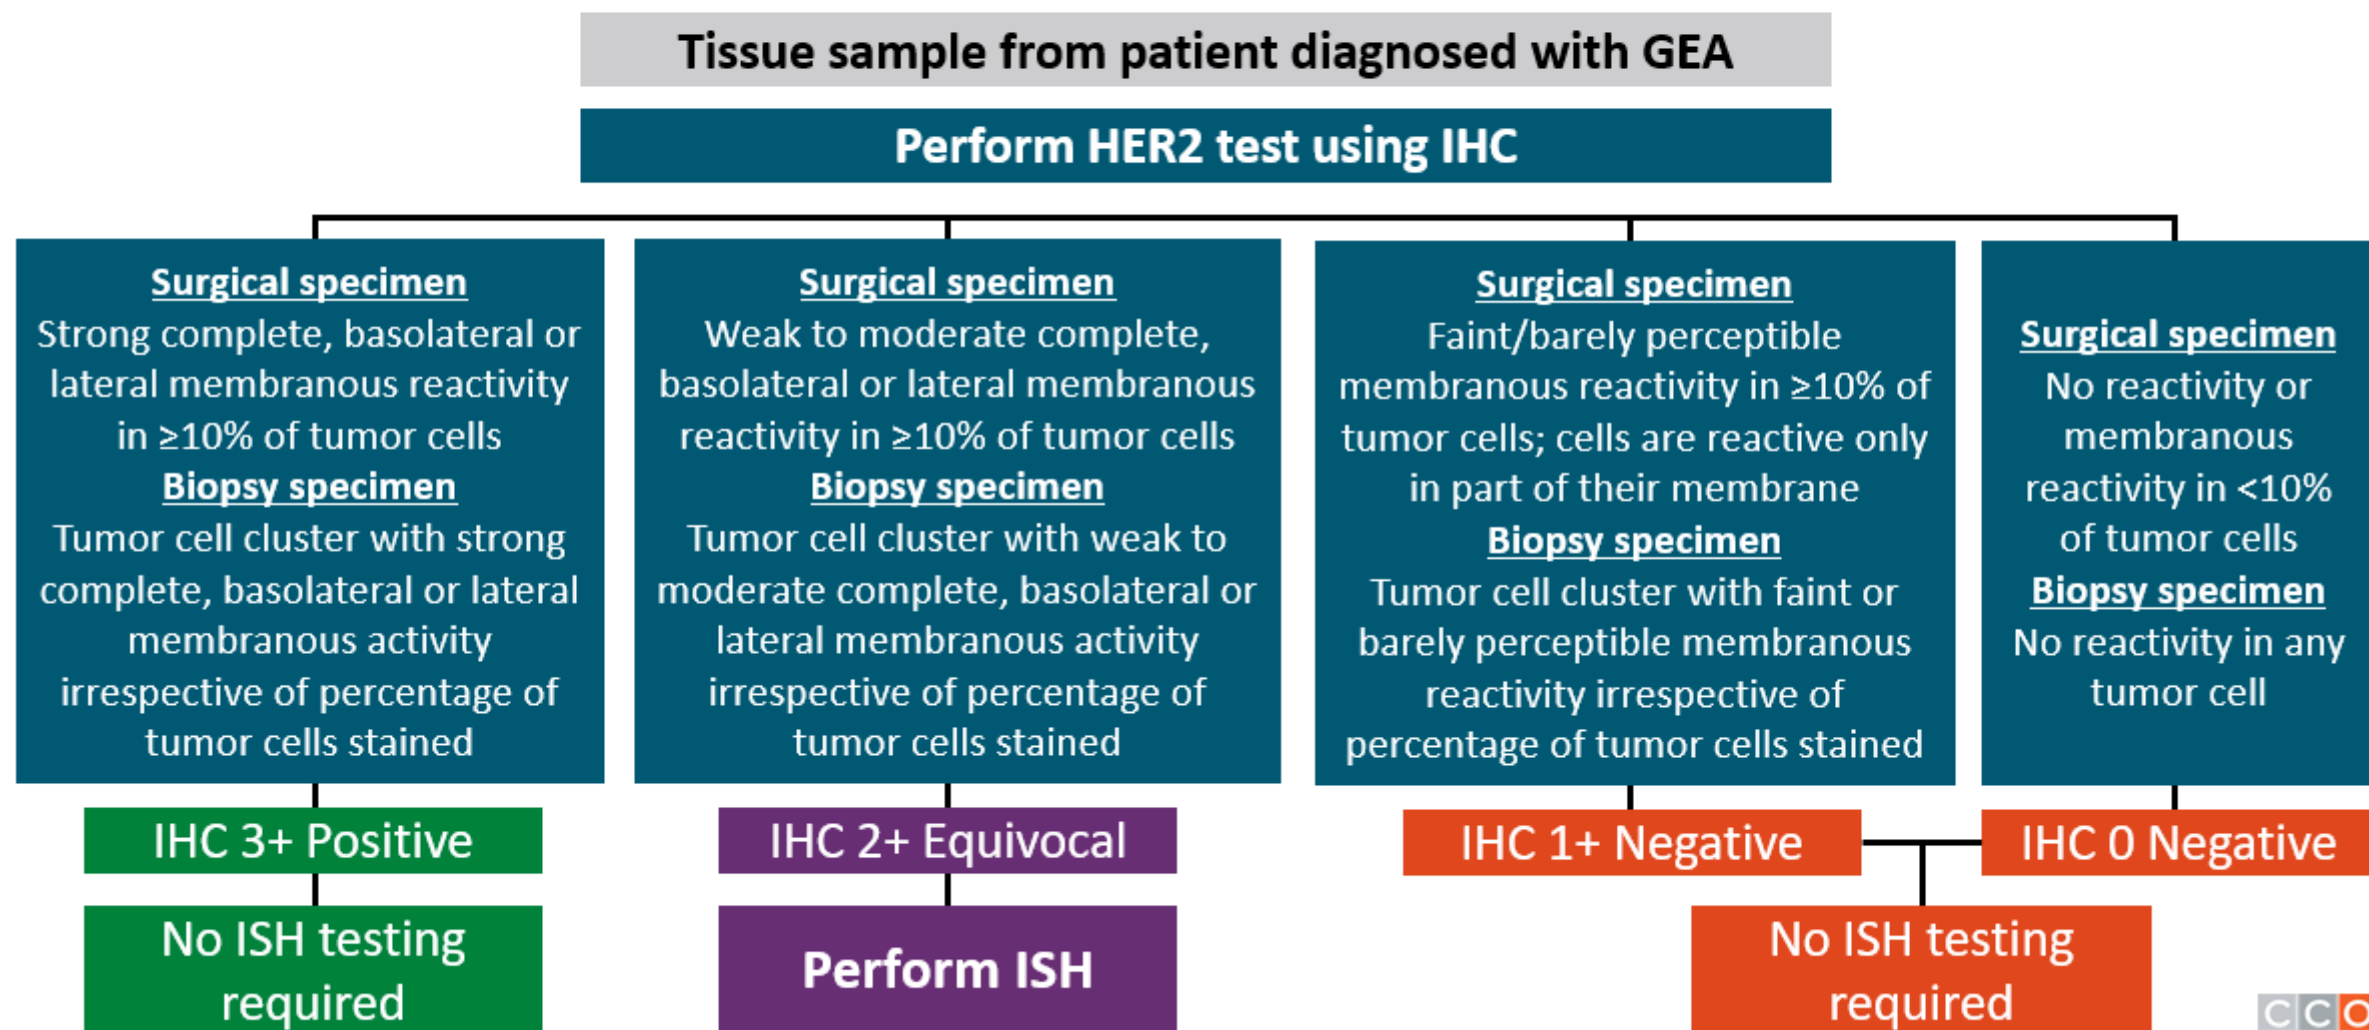 Tissue sample from patient diagnosed with GEA
Perform HER2 test using IHC
Surgical specimen
Strong complete, basolateral or
lateral membranous reactivity
in ≥10% of tumor cells
Biopsy specimen
Tumor cell cluster with strong
complete, basolateral or lateral
membranous activity
irrespective of percentage of
tumor cells stained
IHC 3+ Positive
No ISH testing
required
Surgical specimen
Weak to moderate complete,
basolateral or lateral membranous
reactivity in ≥10% of tumor cells
Biopsy specimen
Tumor cell cluster with weak to
moderate complete, basolateral or
lateral membranous activity
irrespective of percentage of
tumor cells stained
IHC 2+ Equivocal
Perform ISH
Surgical specimen
Faint/barely perceptible
membranous reactivity in ≥10% of
tumor cells; cells are reactive only
in part of their membrane
Biopsy specimen
Tumor cell cluster with faint or
barely perceptible membranous
reactivity irrespective of
percentage of tumor cells stained
IHC 1+ Negative
Surgical specimen
No reactivity or
membranous
reactivity in <10%
of tumor cells
Biopsy specimen
No reactivity in any
tumor cell
IHC 0 Negative
No ISH testing
required
CCO